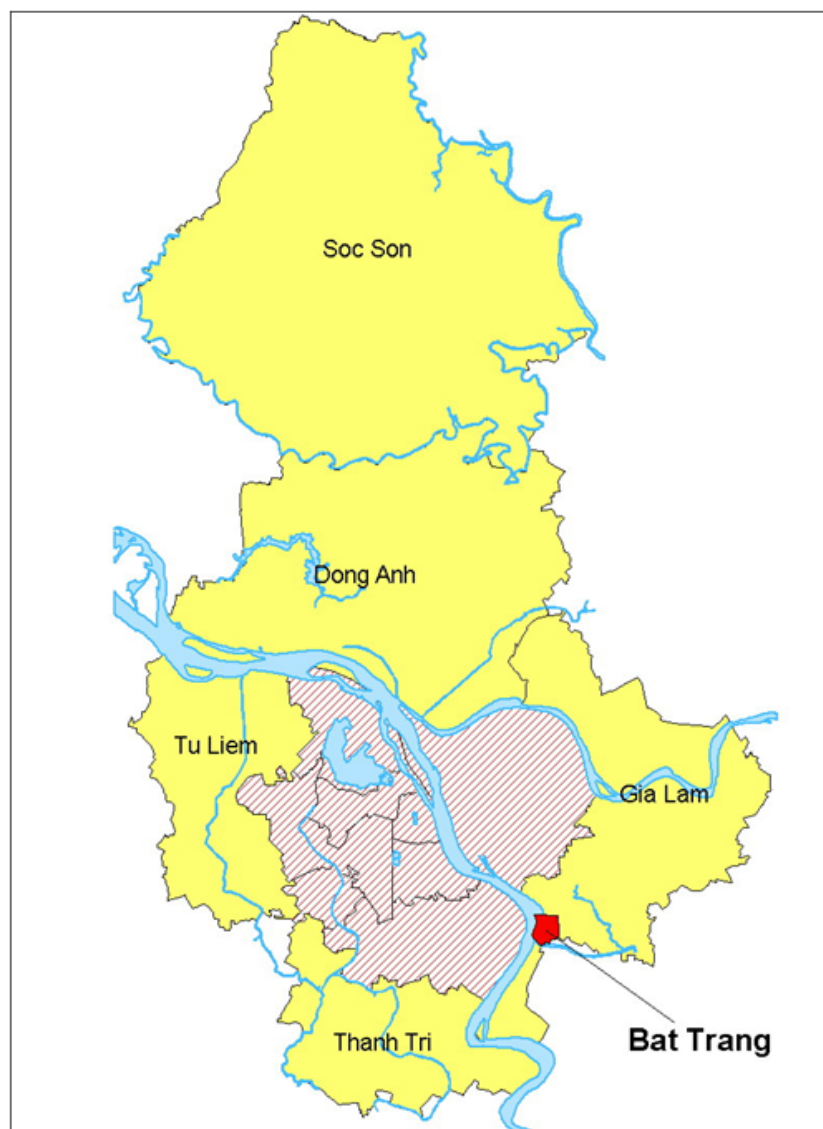 Soc Son
Dong Anh
Tu Liem
Gia Lam
Thanh Tri
Bat Trang